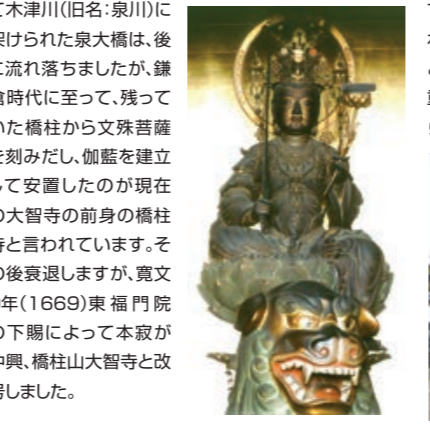 て木津川(旧名:泉川)に
架けられた泉大橋は、後
に流れ落ちましたが、鎌
倉時代に至って、残って
いた橋柱から文殊菩薩
を刻みだし、伽藍を建立
して安置したのが現在
の大智寺の前身の橋柱
寺と言われています。そ
の後衰退しますが、寛文
年(1669)東福門院
の下賜によって本寂が
中興、橋柱山大智寺と改
号しました。